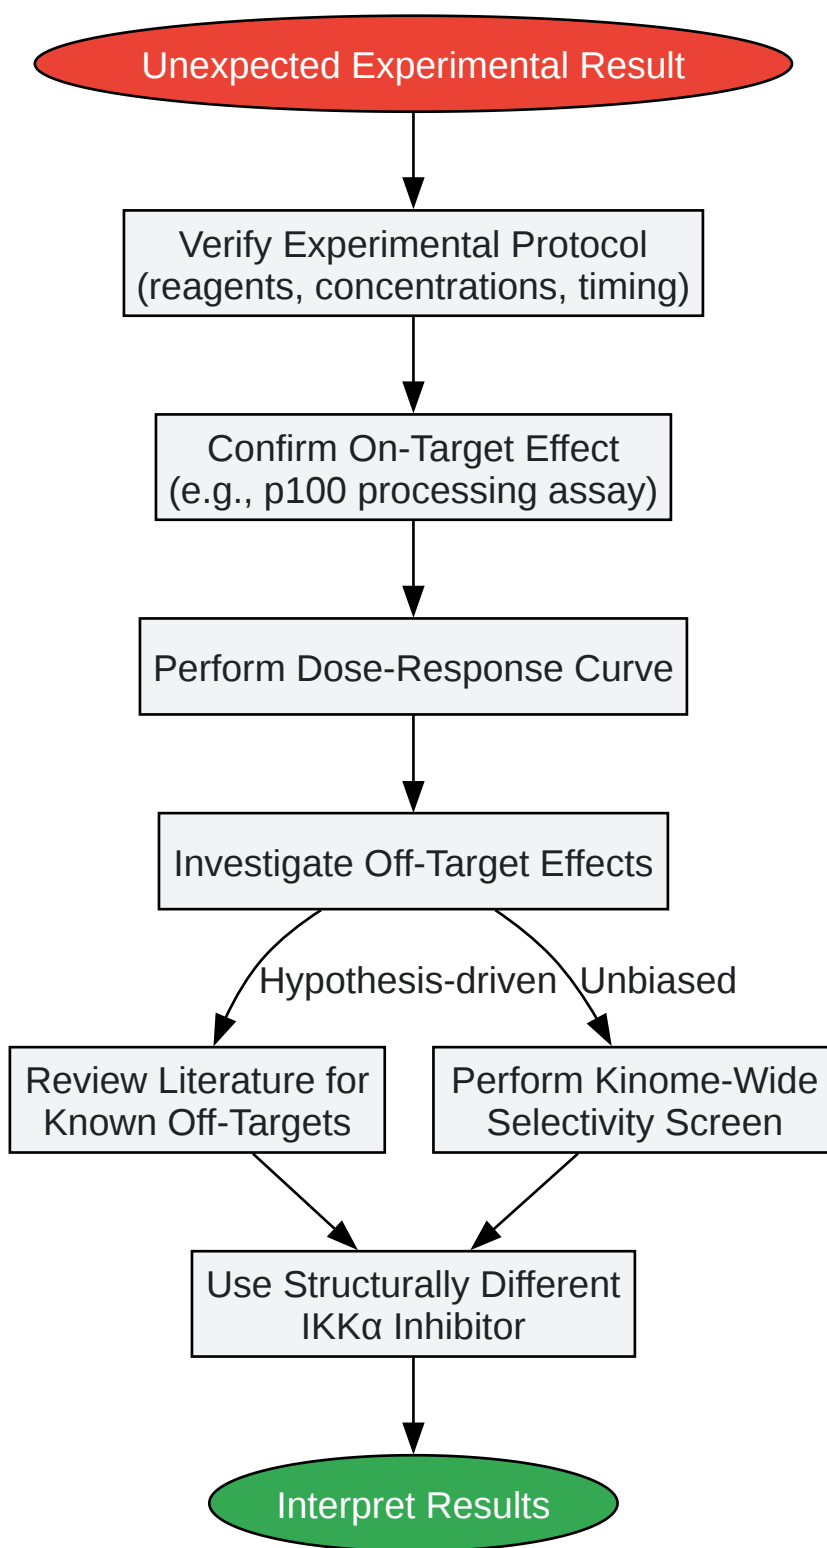 Unexpected Experimental Result
Verify Experimental Protocol
(reagents, concentrations, timing)
Confirm On-Target Effect
(e.g., p100 processing assay)
Perform Dose-Response Curve
Investigate Off-Target Effects
Hypothesis-driven
Unbiased
Review Literature for
Known Off-Targets
Perform Kinome-Wide
Selectivity Screen
Use Structurally Different
IKKα Inhibitor
Interpret Results